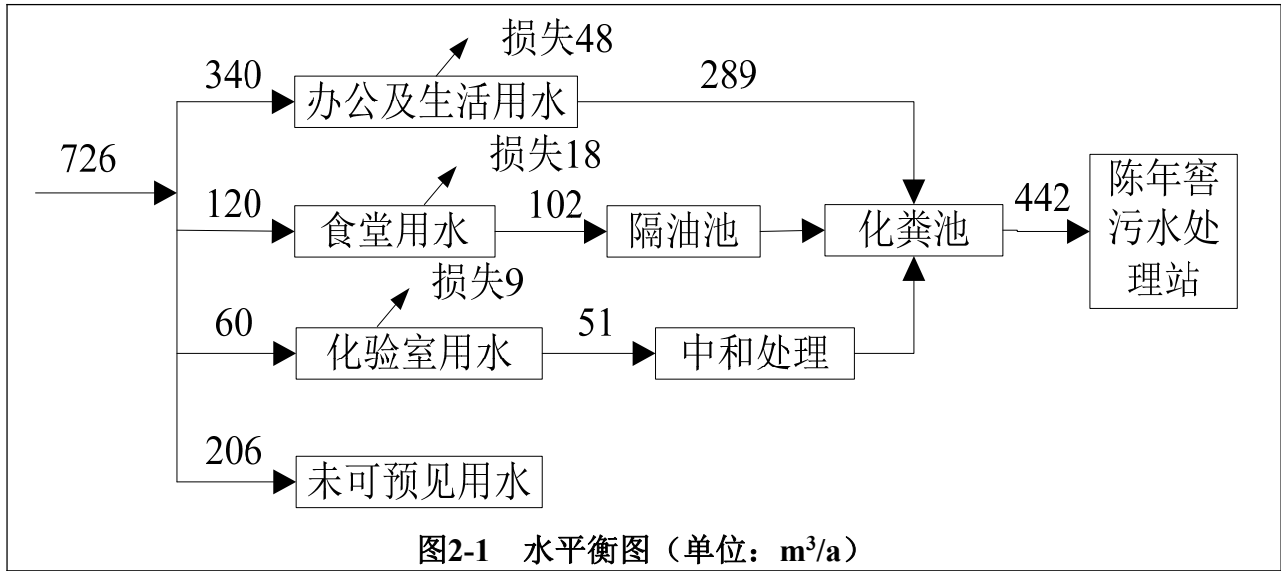 损失48
340
办公及生活用水
289
726
损失18
120
食堂用水
102
隔油池
化粪池
442
陈年窖
污水处
理站
损失9
60
化验室用水
51
中和处理
206
未可预见用水
图2-1 水平衡图（单位：m³/a）